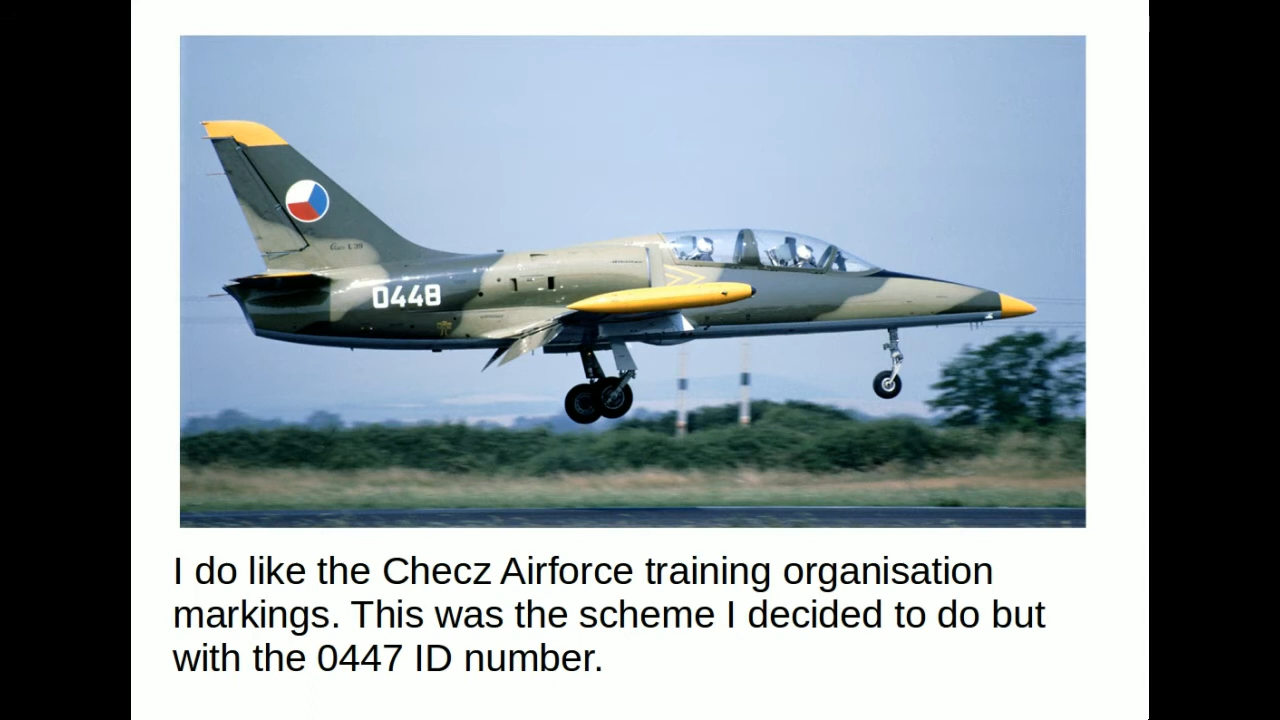 0448
I do like the Checz Airforce training organisation
markings. This was the scheme I decided to do but
with the 0447 ID number.